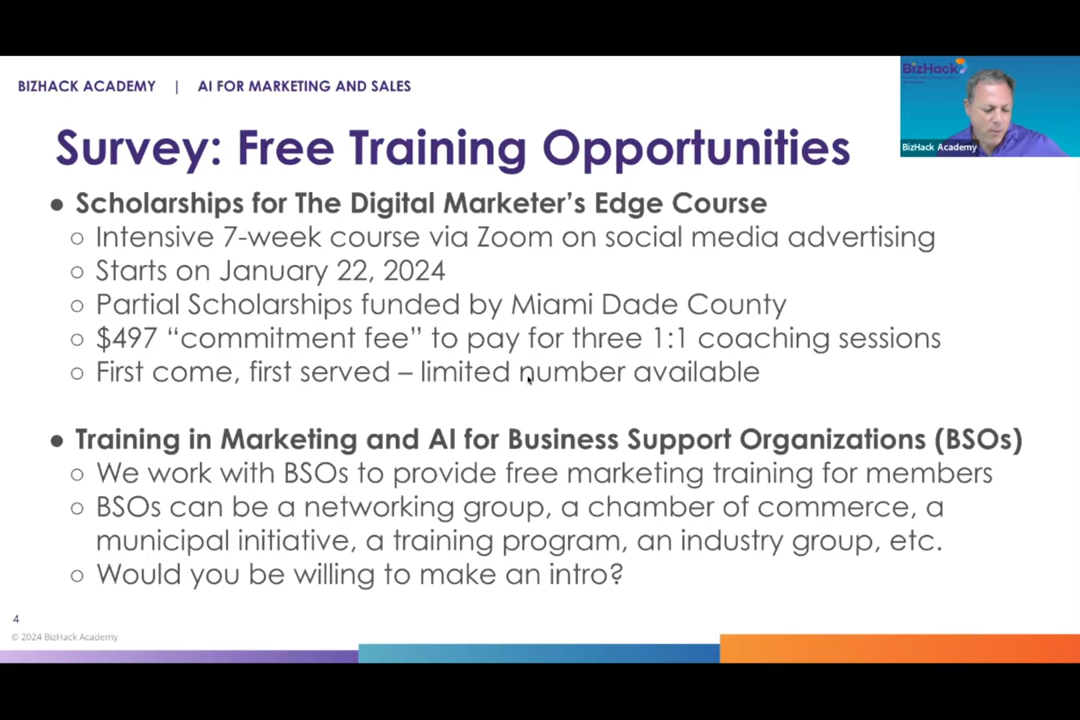 BIZHACK ACADEMY | AI FOR MARKETING AND SALES
BizHack
BizHack Academy
Survey: Free Training Opportunities
● Scholarships for The Digital Marketer’s Edge Course
○ Intensive 7-week course via Zoom on social media advertising
○ Starts on January 22, 2024
○ Partial Scholarships funded by Miami Dade County
○ $497 “commitment fee” to pay for three 1:1 coaching sessions
○ First come, first served – limited number available
● Training in Marketing and AI for Business Support Organizations (BSOs)
○ We work with BSOs to provide free marketing training for members
○ BSOs can be a networking group, a chamber of commerce, a
municipal initiative, a training program, an industry group, etc.
○ Would you be willing to make an intro?
4
© 2024 BizHack Academy